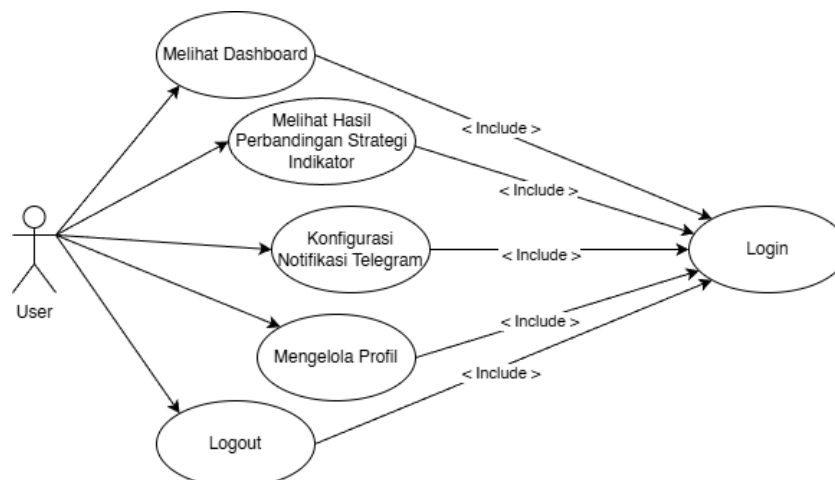 Melihat Dashboard
< Include >
Melihat Hasil
Perbandingan Strategi
Indikator
< Include >
User
Konfigurasi
Notifikasi Telegram
< Include >
Login
Mengelola Profil
< Include >
Logout
< Include >